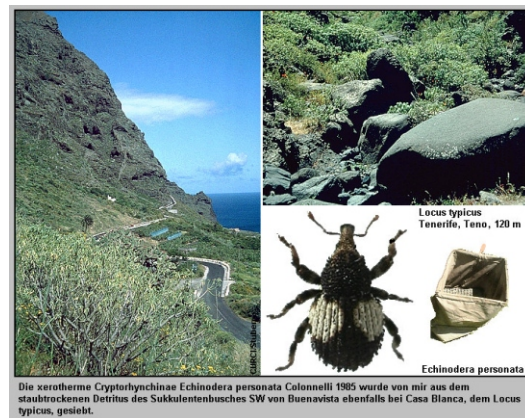 Locus typicus
Tenerife, Teno, 120 m
Echinodera personata
Die xerotherme Cryptorhynchinae Echinodera personata Colonnelli 1985 wurde von mir aus dem
staubtrockenen Detritus des Sukkulentenbusches SW von Buenavista ebenfalls bei Casa Blanca, dem Locus
typicus, gesiebt.